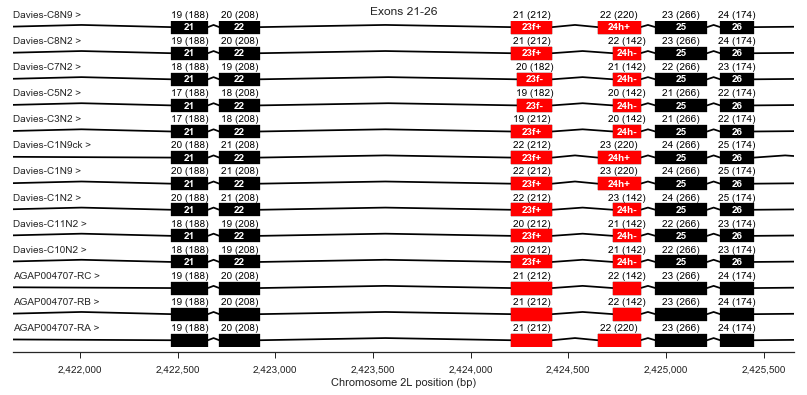 Exons 21-26
Davies-C8N9 > 19 (188) 20 (208) 21 (212) 22 (220) 23 (266) 24 (174)
21 22 23f+ 24h+ 25 26
Davies-C8N2 > 19 (188) 20 (208) 21 (212) 22 (142) 23 (266) 24 (174)
21 22 23f+ 24h- 25 26
Davies-C7N2 > 18 (188) 19 (208) 20 (182) 21 (142) 22 (266) 23 (174)
21 22 23f- 24h- 25 26
Davies-C5N2 > 17 (188) 18 (208) 19 (182) 20 (142) 21 (266) 22 (174)
21 22 23f- 24h- 25 26
Davies-C3N2 > 17 (188) 18 (208) 19 (212) 20 (142) 21 (266) 22 (174)
21 22 23f+ 24h- 25 26
Davies-C1N9ck > 20 (188) 21 (208) 22 (212) 23 (220) 24 (266) 25 (174)
21 22 23f+ 24h+ 25 26
Davies-C1N9 > 20 (188) 21 (208) 22 (212) 23 (220) 24 (266) 25 (174)
21 22 23f+ 24h+ 25 26
Davies-C1N2 > 20 (188) 21 (208) 22 (212) 23 (142) 24 (266) 25 (174)
21 22 23f+ 24h- 25 26
Davies-C11N2 > 18 (188) 19 (208) 20 (212) 21 (142) 22 (266) 23 (174)
21 22 23f+ 24h- 25 26
Davies-C10N2 > 18 (188) 19 (208) 20 (212) 21 (142) 22 (266) 23 (174)
21 22 23f+ 24h- 25 26
AGAP004707-RC > 19 (188) 20 (208) 21 (212) 22 (142) 23 (266) 24 (174)
AGAP004707-RB > 19 (188) 20 (208) 21 (212) 22 (142) 23 (266) 24 (174)
AGAP004707-RA > 19 (188) 20 (208) 21 (212) 22 (220) 23 (266) 24 (174)
2,422,000 2,422,500 2,423,000 2,423,500 2,424,000 2,424,500 2,425,000 2,425,500
Chromosome 2L position (bp)